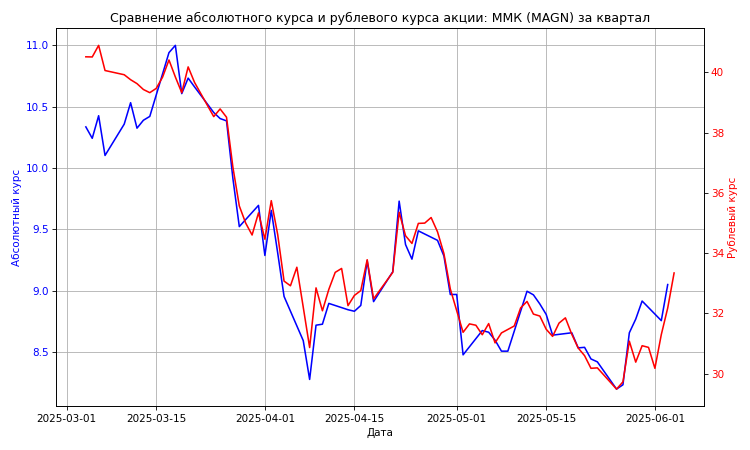 Сравнение абсолютного курса и рублевого курса акции: ММК (MAGN) за квартал
11.0
10.5
10.0
9.5
9.0
8.5
Абсолютный курс
40
38
36
34
32
30
Рублевый курс
2025-03-01 2025-03-15 2025-04-01 2025-04-15 2025-05-01 2025-05-15 2025-06-01
Дата